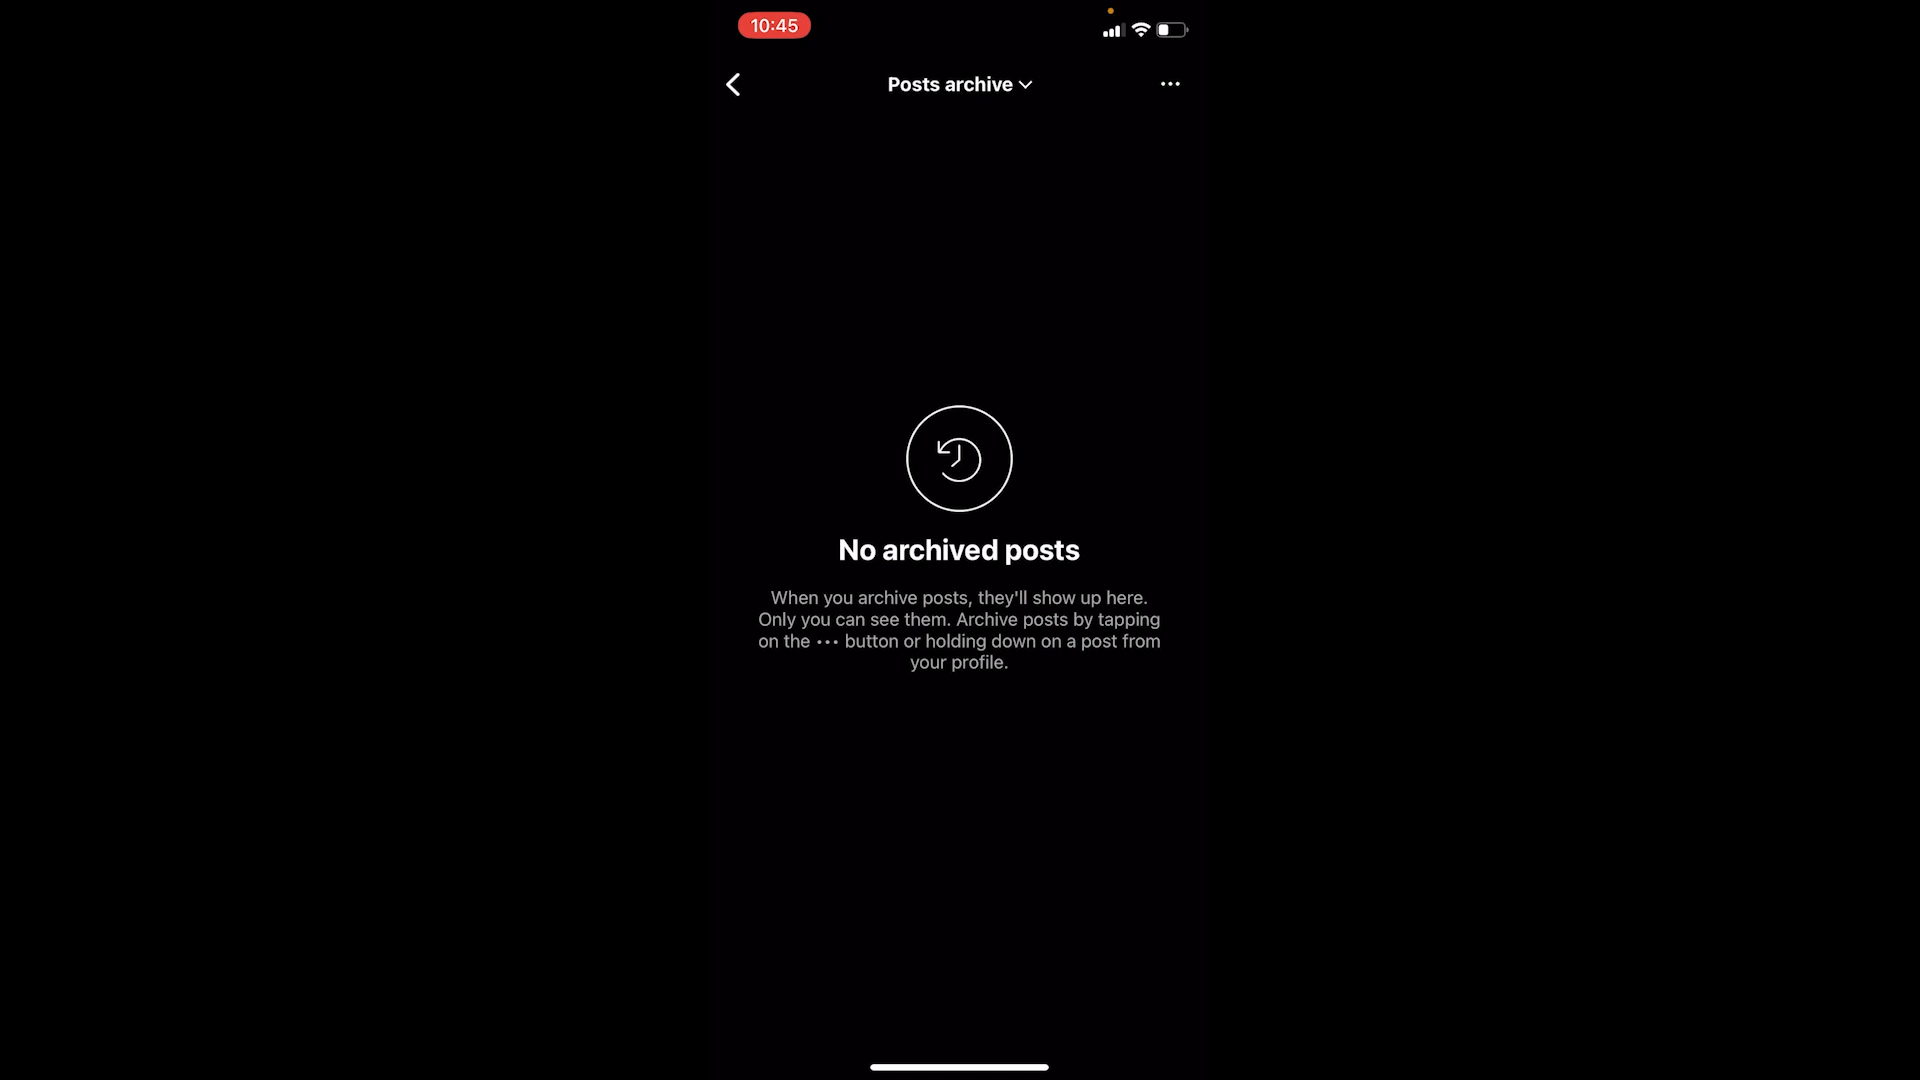 10:45
Posts archive
No archived posts
When you archive posts, they'll show up here.
Only you can see them. Archive posts by tapping
on the ••• button or holding down on a post from
your profile.